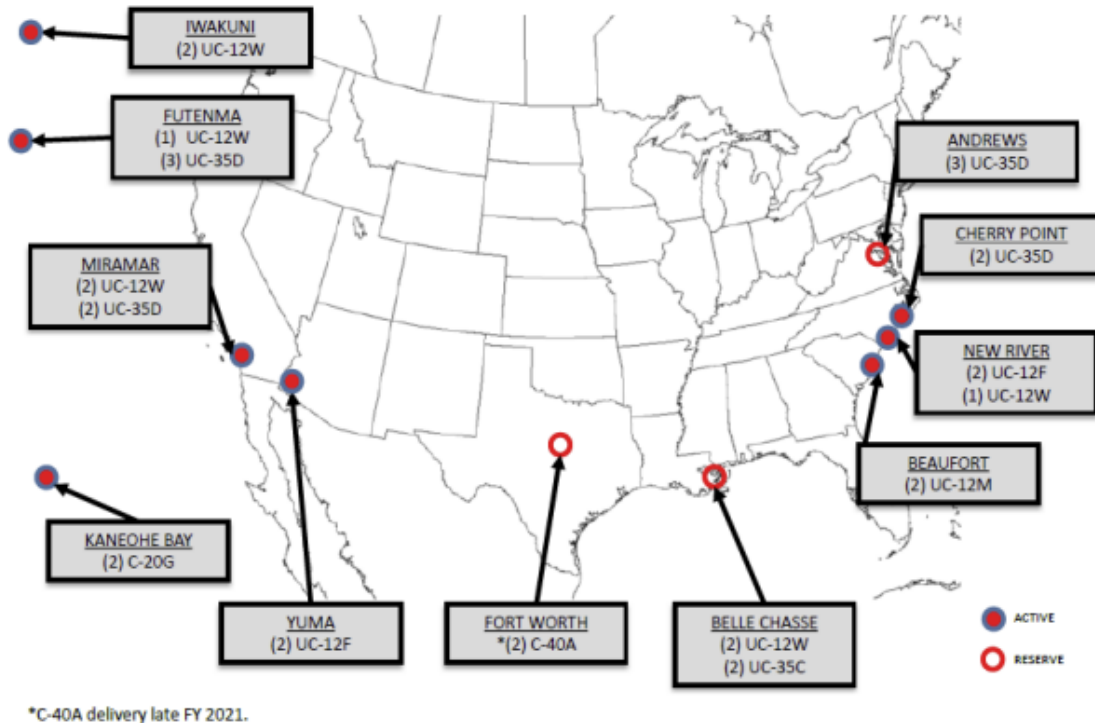 IWAKUNI
(2) UC-12W
FUTENMA
(1) UC-12W
(3) UC-35D
ANDREWS
(3) UC-35D
CHERRY POINT
(2) UC-35D
MIRAMAR
(2) UC-12W
(2) UC-35D
NEW RIVER
(2) UC-12F
(1) UC-12W
BEAUFORT
(2) UC-12M
KANEOHE BAY
(2) C-20G
YUMA
(2) UC-12F
FORT WORTH
*(2) C-40A
BELLE CHASSE
(2) UC-12W
(2) UC-35C
ACTIVE
RESERVE
*C-40A delivery late FY 2021.